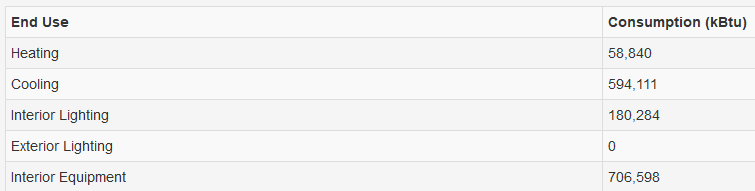 End Use Consumption (kBtu)
Heating 58,840
Cooling 594,111
Interior Lighting 180,284
Exterior Lighting 0
Interior Equipment 706,598